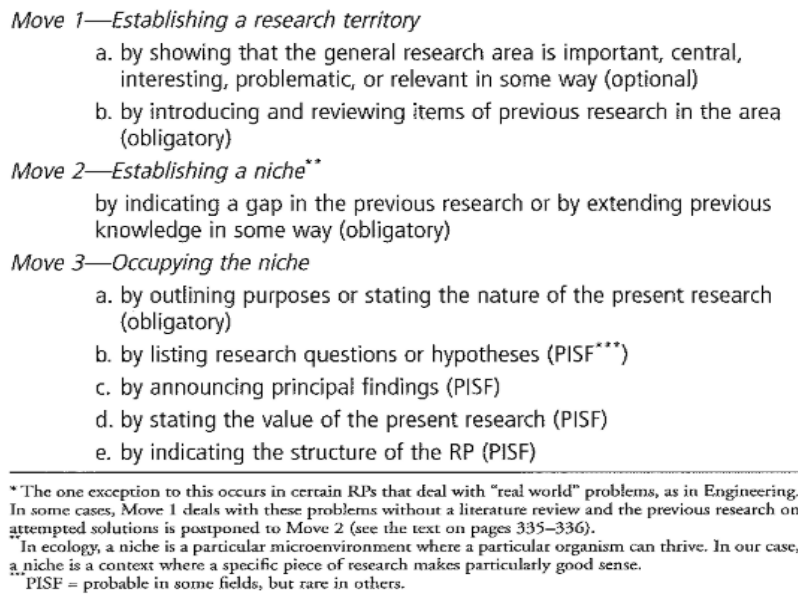 Move 1—Establishing a research territory
a. by showing that the general research area is important, central,
interesting, problematic, or relevant in some way (optional)
b. by introducing and reviewing items of previous research in the area
(obligatory)
Move 2—Establishing a niche**
by indicating a gap in the previous research or by extending previous
knowledge in some way (obligatory)
Move 3—Occupying the niche
a. by outlining purposes or stating the nature of the present research
(obligatory)
b. by listing research questions or hypotheses (PISF***)
c. by announcing principal findings (PISF)
d. by stating the value of the present research (PISF)
e. by indicating the structure of the RP (PISF)
* The one exception to this occurs in certain RPs that deal with “real world” problems, as in Engineering.
In some cases, Move 1 deals with these problems without a literature review and the previous research on
attempted solutions is postponed to Move 2 (see the text on pages 335–336).
**In ecology, a niche is a particular microenvironment where a particular organism can thrive. In our case,
a niche is a context where a specific piece of research makes particularly good sense.
***PISF = probable in some fields, but rare in others.